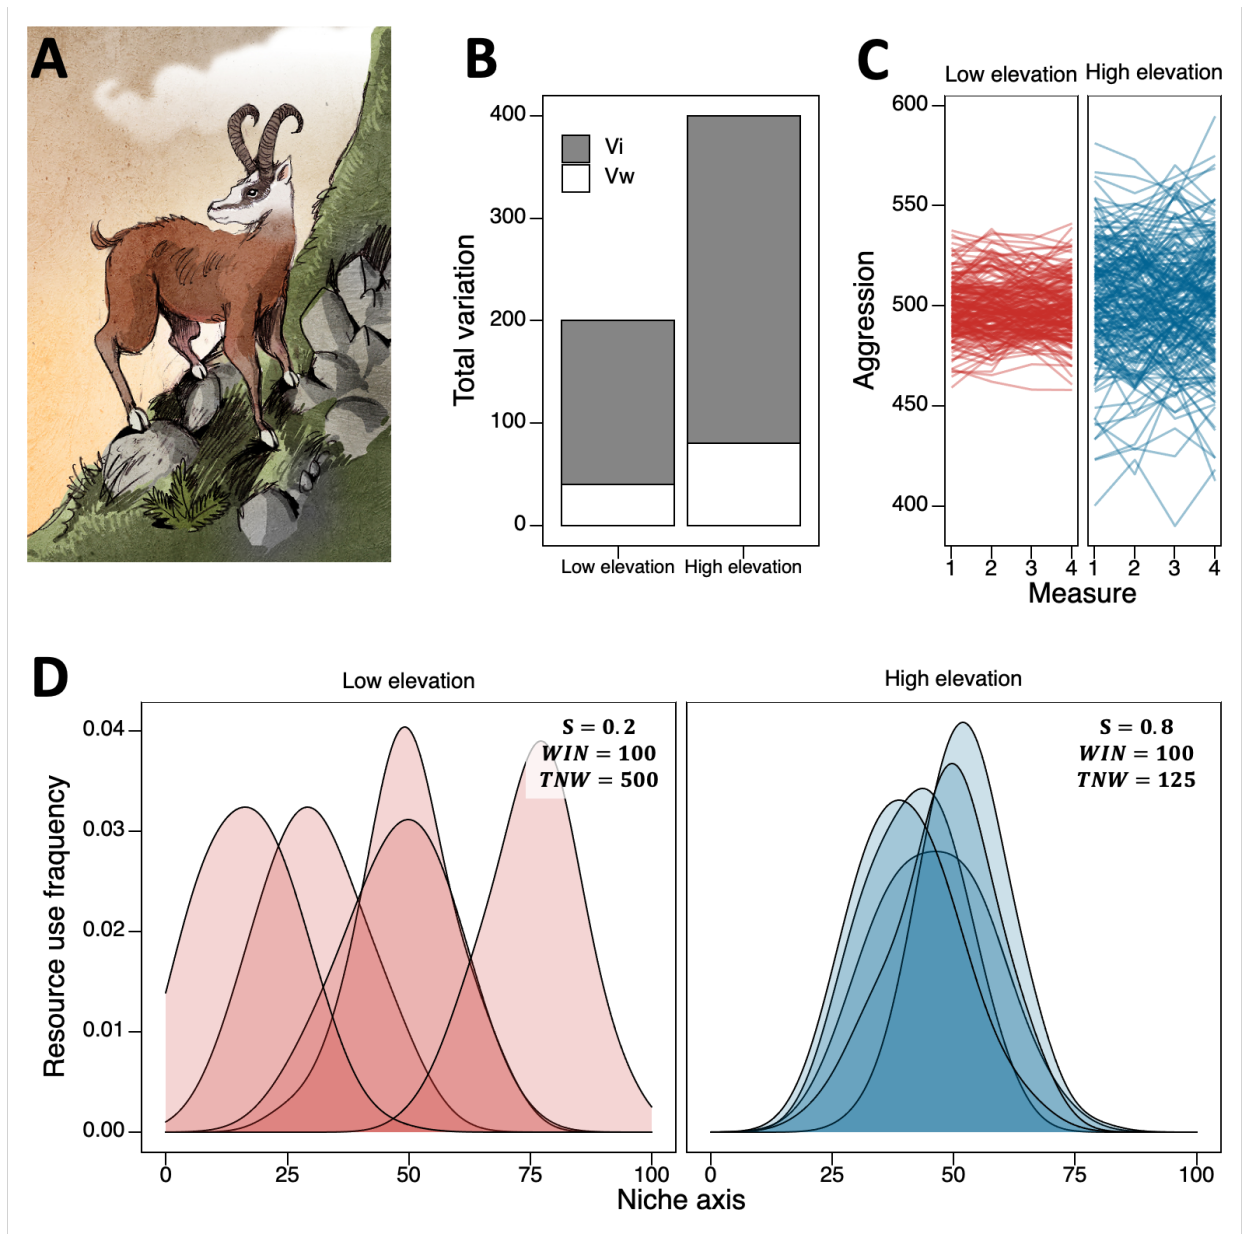 A
B
400
300
200
100
0
Total variation
Vi
Vw
Low elevation High elevation
C
Low elevation High elevation
600
550
500
450
400
Aggression
1 2 3 4 1 2 3 4
Measure
D
Low elevation
High elevation
0.04
0.03
0.02
0.01
0.00
Resource use fraquency
S = 0.2
WIN = 100
TNW = 500
S = 0.8
WIN = 100
TNW = 125
0 25 50 75 100 0 25 50 75 100
Niche axis